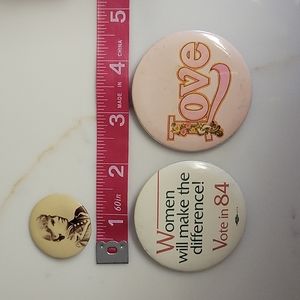 Love
Women
will make the
difference!
Vote in 84
5
4
3
2
1
MADE IN CHINA
60in